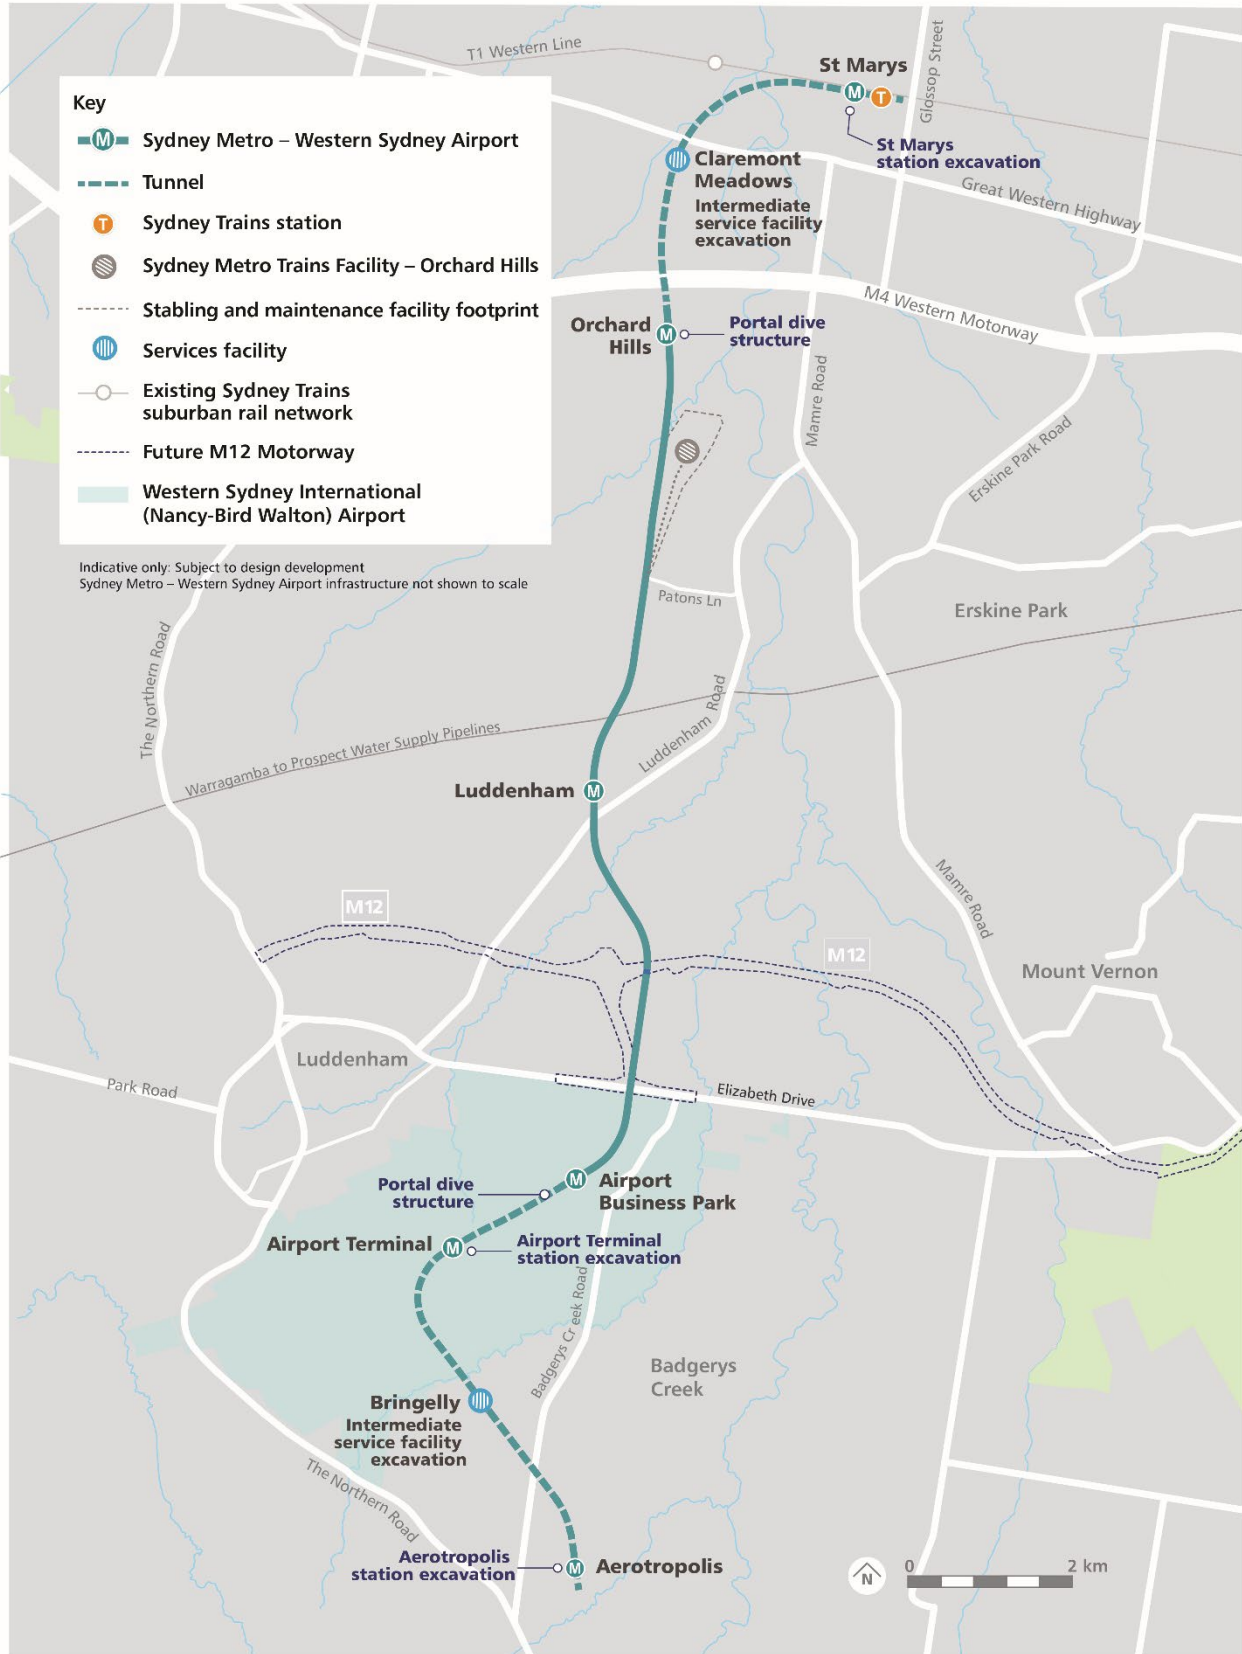 T1 Western Line
St Marys
Glossop Street
M
T
St Marys
station excavation
Key
M
Sydney Metro – Western Sydney Airport
Tunnel
T
Sydney Trains station
Sydney Metro Trains Facility – Orchard Hills
Stabling and maintenance facility footprint
Services facility
Existing Sydney Trains
suburban rail network
Future M12 Motorway
Western Sydney International
(Nancy-Bird Walton) Airport
Indicative only: Subject to design development
Sydney Metro – Western Sydney Airport infrastructure not shown to scale
Claremont
Meadows
Intermediate
service facility
excavation
Great Western Highway
M4 Western Motorway
Orchard
Hills
M
Portal dive
structure
Mamre Road
Erskine Park Road
Patons Ln
Erskine Park
The Northern Road
Warragamba to Prospect Water Supply Pipelines
Luddenham Road
Luddenham
M
Mamre Road
M12
M12
Mount Vernon
Luddenham
Park Road
Elizabeth Drive
Portal dive
structure
M
Airport
Business Park
Airport Terminal
M
Airport Terminal
station excavation
Badgerys Cr eek Road
Badgerys
Creek
Bringelly
Intermediate
service facility
excavation
The Northern Road
Aerotropolis
station excavation
M
Aerotropolis
N
0
2 km